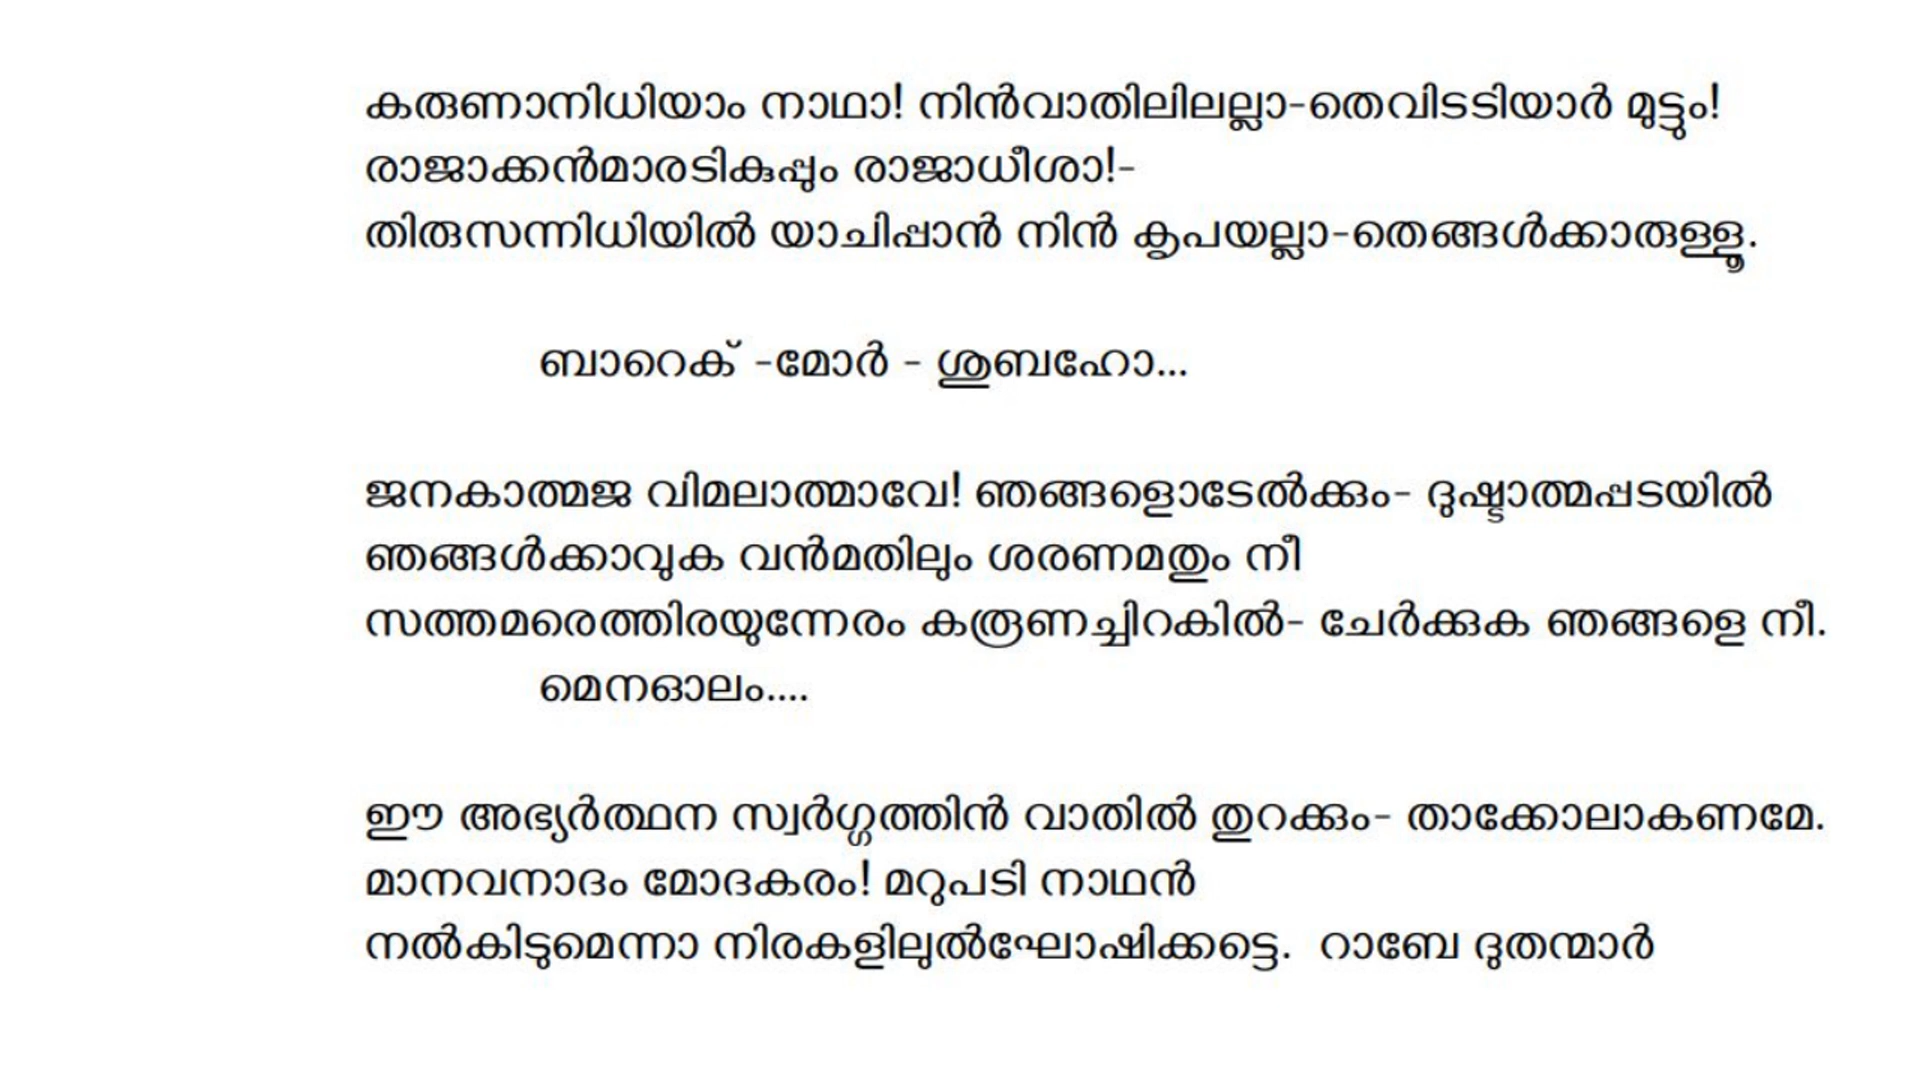 കരുണാനിധിയാം നാഥാ! നിൻവാതിലിലല്ലാ-തെവിടടിയാർ മുട്ടും!
രാജാക്കൻമാരടികുപ്പും രാജാധീശാ!-
തിരുസന്നിധിയിൽ യാചിപ്പാൻ നിൻ കൃപയല്ലാ-തെങ്ങൾക്കാരുള്ളൂ.
ബാറെക് -മോർ - ശുബഹോ...
ജനകാത്മജ വിമലാത്മാവേ! ഞങ്ങളൊടേൽക്കും- ദുഷ്ടാത്മപ്പടയിൽ
ഞങ്ങൾക്കാവുക വൻമതിലും ശരണമതും നീ
സത്തമരെത്തിരയുന്നേരം കരൂണച്ചിറകിൽ- ചേർക്കുക ഞങ്ങളെ നീ.
മെനഓലം....
ഈ അഭ്യർത്ഥന സ്വർഗ്ഗത്തിൻ വാതിൽ തുറക്കും- താക്കോലാകണമേ.
മാനവനാദം മോദകരം! മറുപടി നാഥൻ
നൽകിടുമെന്നാ നിരകളിലുൽഘോഷിക്കട്ടെ. റാബേ ദുതന്മാർ